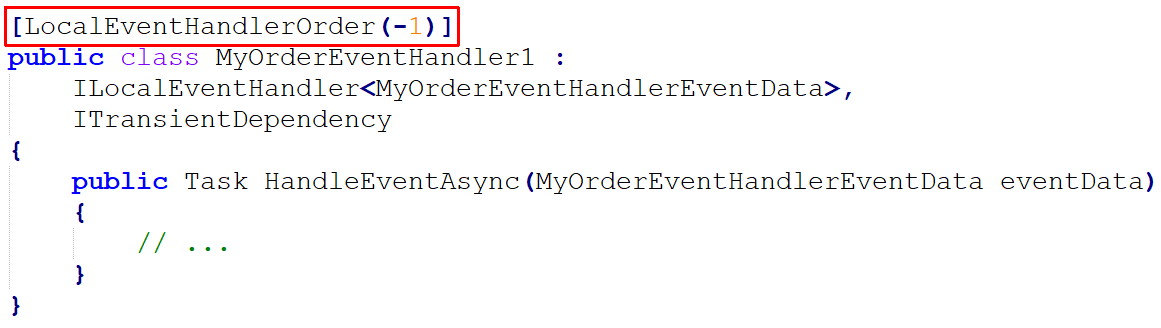 [LocalEventHandlerOrder(-1)]
public class MyOrderEventHandler1 :
    ILocalEventHandler<MyOrderEventHandlerEventData>,
    ITransientDependency
{
    public Task HandleEventAsync(MyOrderEventHandlerEventData eventData)
    {
        // ...
    }
}